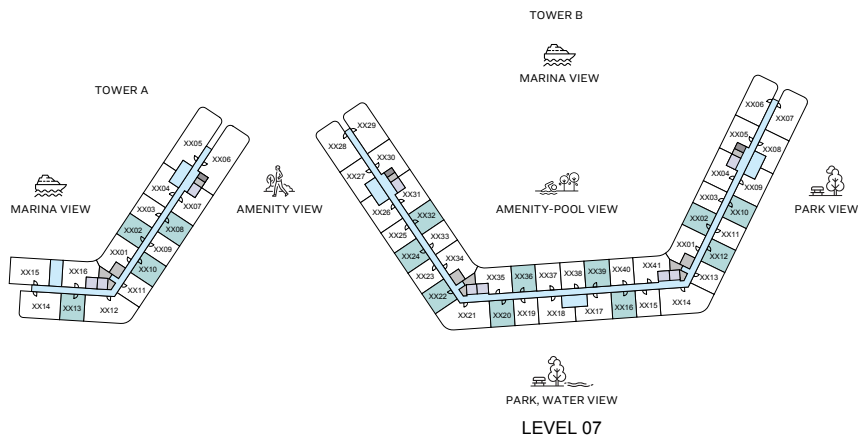 TOWER B
MARINA VIEW
TOWER A
XX05
XX06
XX04
XX07
XX03
XX02
XX08
XX01
XX09
XX10
XX11
XX15
XX16
XX14
XX13
XX12
MARINA VIEW
AMENITY VIEW
XX29
XX28
XX30
XX27
XX31
XX26
XX32
XX25
XX33
XX24
XX34
XX23
XX22
XX21
XX35
XX36
XX37
XX38
XX39
XX40
XX41
XX20
XX19
XX18
XX17
XX16
XX15
XX14
XX06
XX07
XX05
XX08
XX04
XX09
XX03
XX10
XX02
XX11
XX01
XX12
XX13
AMENITY-POOL VIEW
PARK VIEW
PARK, WATER VIEW
LEVEL 07